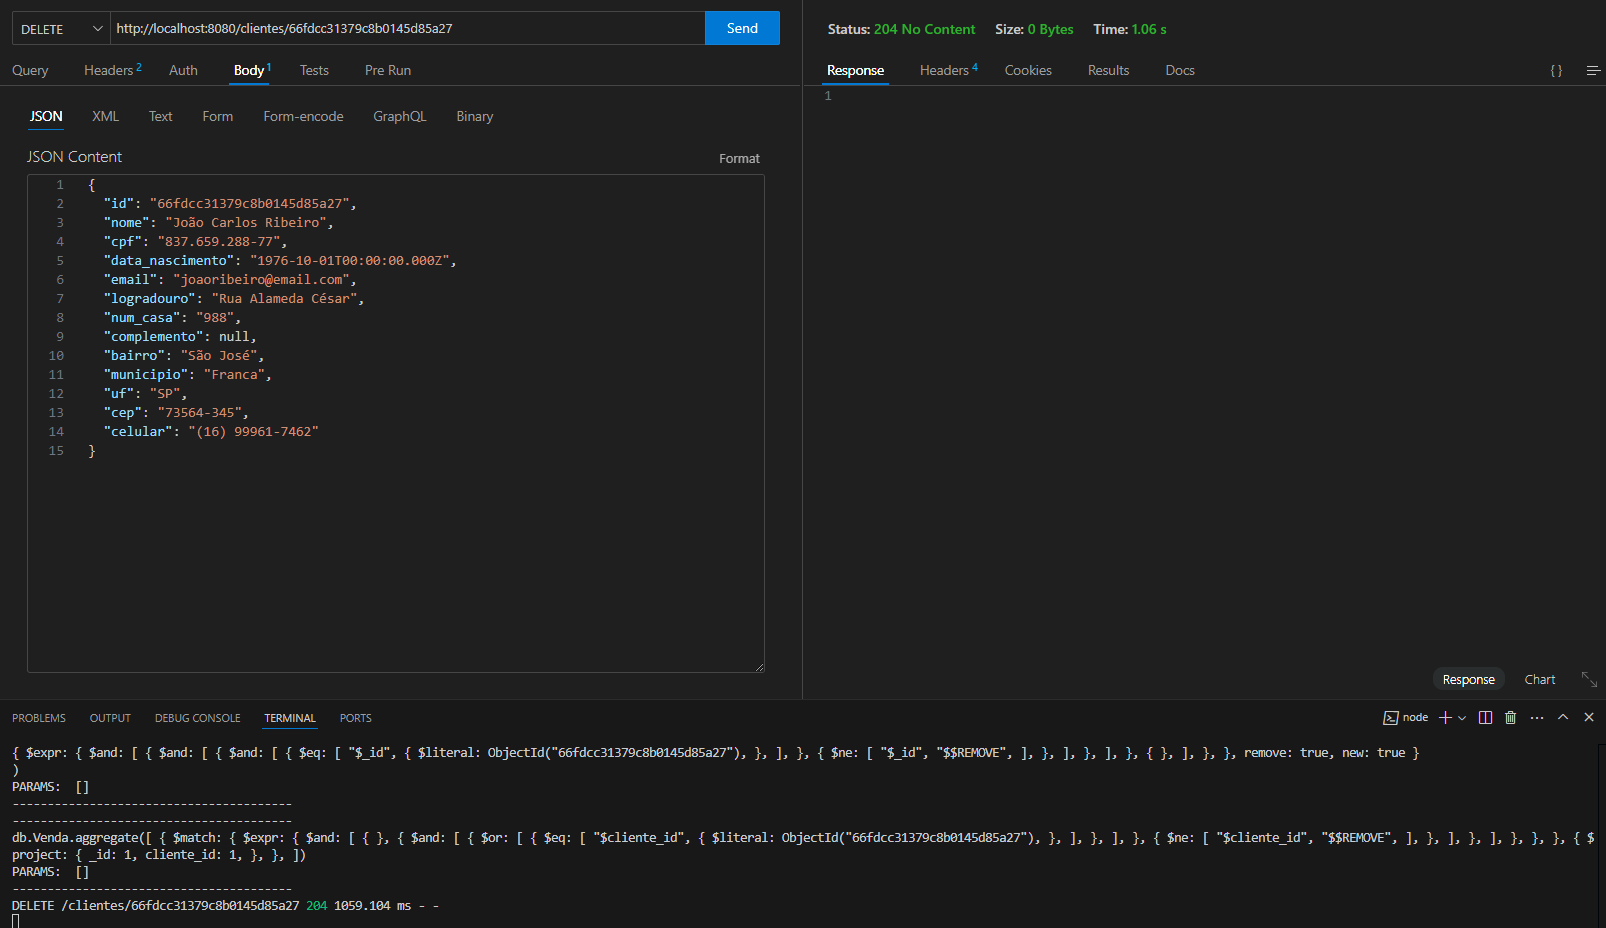 DELETE http://localhost:8080/clientes/66fdcc31379c8b0145d85a27 Send
Query Headers 2 Auth Body 1 Tests Pre Run
JSON XML Text Form Form-encode GraphQL Binary
JSON Content Format
1 {
2 "id": "66fdcc31379c8b0145d85a27",
3 "nome": "João Carlos Ribeiro",
4 "cpf": "837.659.288-77",
5 "data_nascimento": "1976-10-01T00:00:00.000Z",
6 "email": "joaoribeiro@email.com",
7 "logradouro": "Rua Alameda César",
8 "num_casa": "988",
9 "complemento": null,
10 "bairro": "São José",
11 "municipio": "Franca",
12 "uf": "SP",
13 "cep": "73564-345",
14 "celular": "(16) 99961-7462"
15 }
Status: 204 No Content Size: 0 Bytes Time: 1.06 s
Response Headers 4 Cookies Results Docs { }
1
Response Chart
PROBLEMS OUTPUT DEBUG CONSOLE TERMINAL PORTS node
{ $expr: { $and: [ { $and: [ { $and: [ { $eq: [ "$_id", { $literal: ObjectId("66fdcc31379c8b0145d85a27"), }, ], }, { $ne: [ "$_id", "$$REMOVE", ], }, ], }, ], }, { }, ], }, }, remove: true, new: true }
)
PARAMS: []
----------------------------------------
----------------------------------------
db.Venda.aggregate([ { $match: { $expr: { $and: [ { }, { $and: [ { $or: [ { $eq: [ "$cliente_id", { $literal: ObjectId("66fdcc31379c8b0145d85a27"), }, ], }, ], }, { $ne: [ "$cliente_id", "$$REMOVE", ], }, ], }, ], }, }, }, { $
project: { _id: 1, cliente_id: 1, }, }, ])
PARAMS: []
----------------------------------------
DELETE /clientes/66fdcc31379c8b0145d85a27 204 1059.104 ms - -